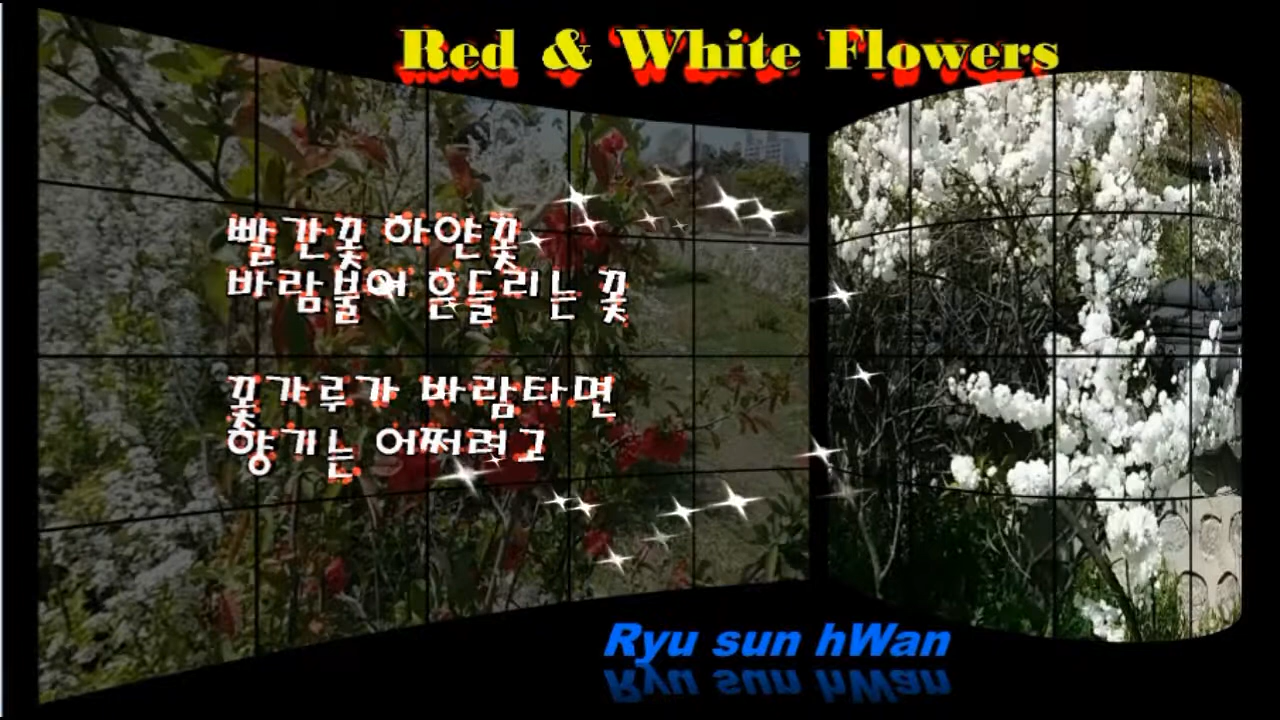 Red & White Flowers
빨간꽃 하얀꽃
바람불어 흔들리는 꽃
꽃가루가 바람타면
향기는 어쩌려고
Ryu sun hWan